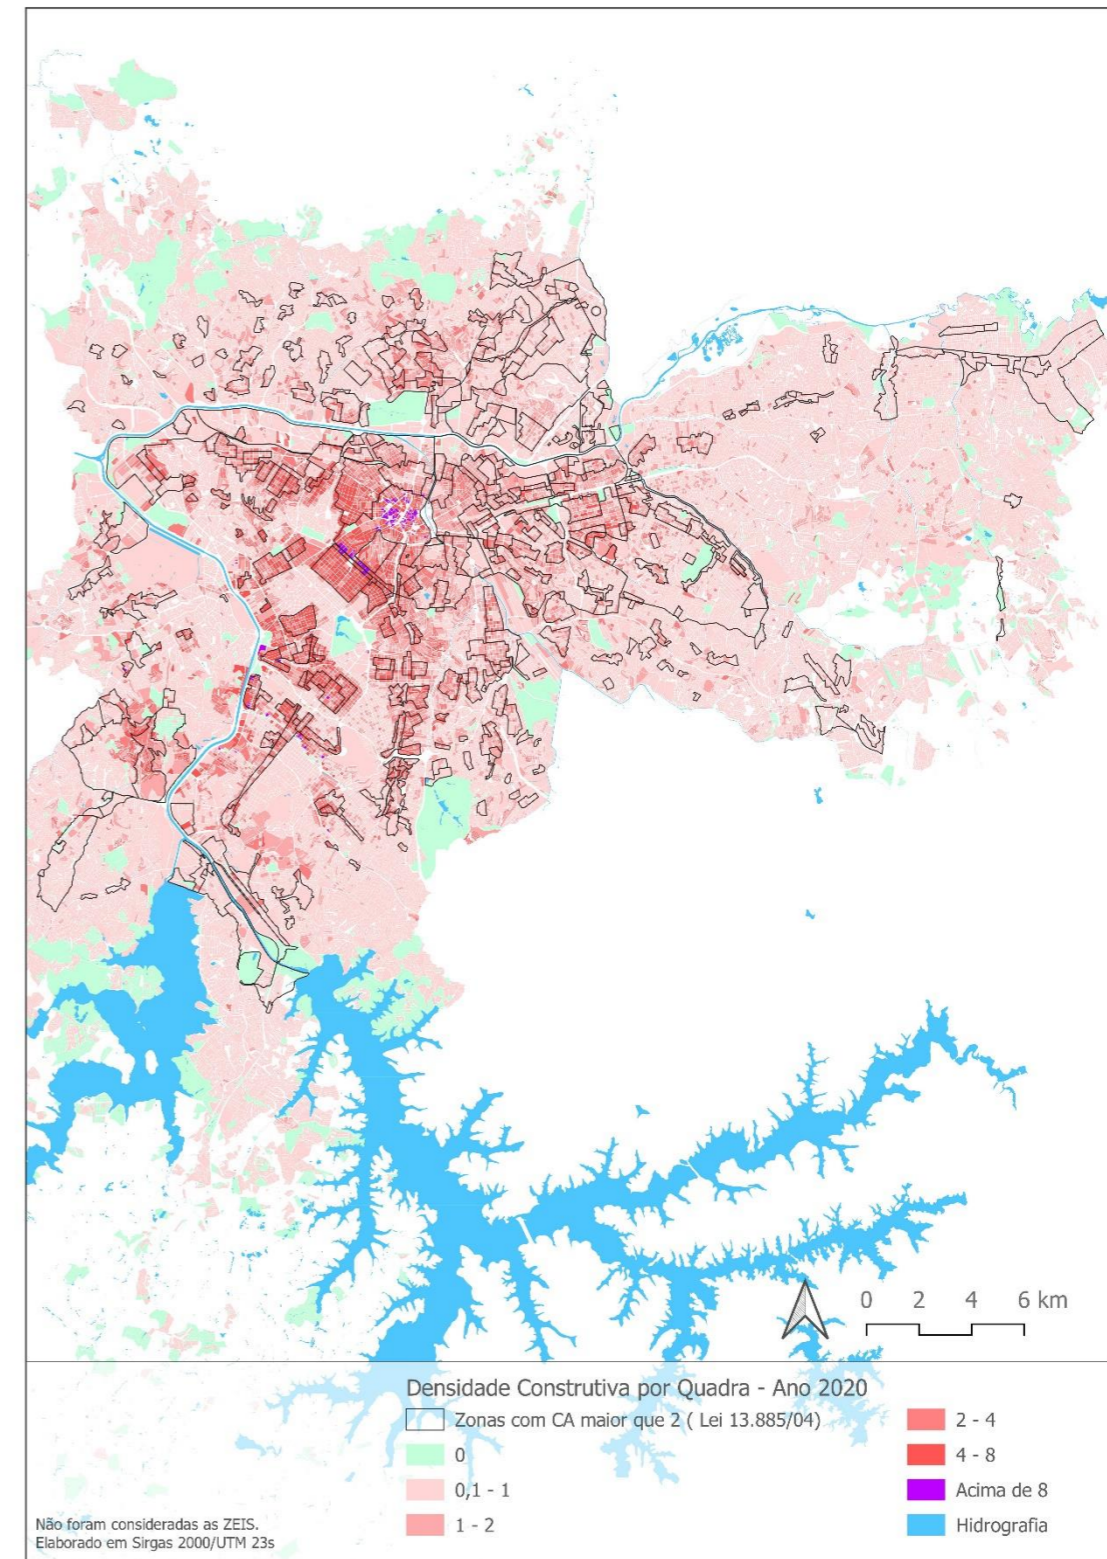 0 2 4 6 km
Densidade Construtiva por Quadra - Ano 2020
Zonas com CA maior que 2 ( Lei 13.885/04)
0
0,1 - 1
1 - 2
2 - 4
4 - 8
Acima de 8
Hidrografia
Não foram consideradas as ZEIS.
Elaborado em Sirgas 2000/UTM 23s